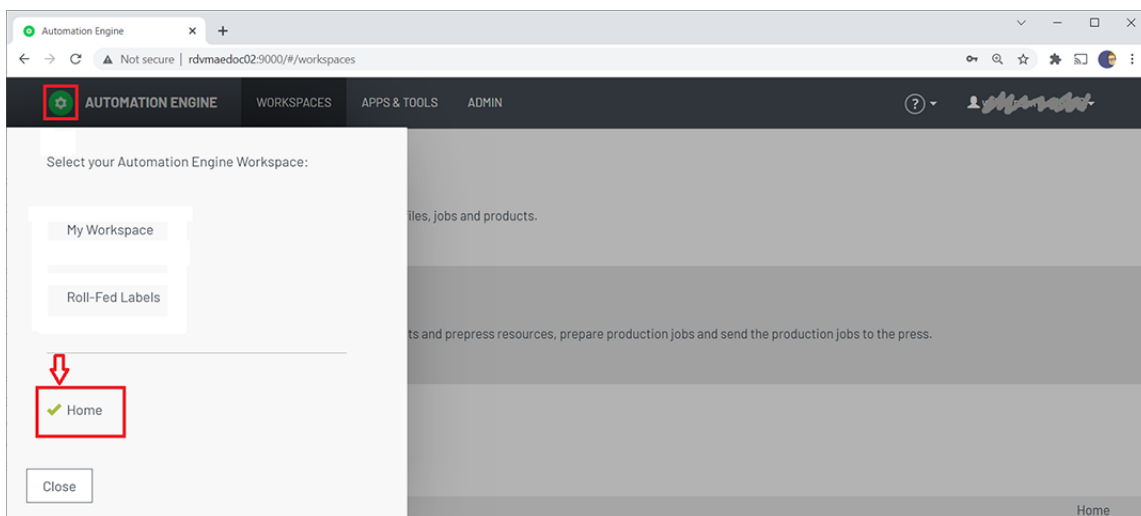 Automation Engine
Not secure | rdvmaedoc02:9000/#/workspaces
AUTOMATION ENGINE WORKSPACES APPS & TOOLS ADMIN ?
Select your Automation Engine Workspace:
iles, jobs and products.
My Workspace
Roll-Fed Labels
ts and prepress resources, prepare production jobs and send the production jobs to the press.
Home
Close
Home